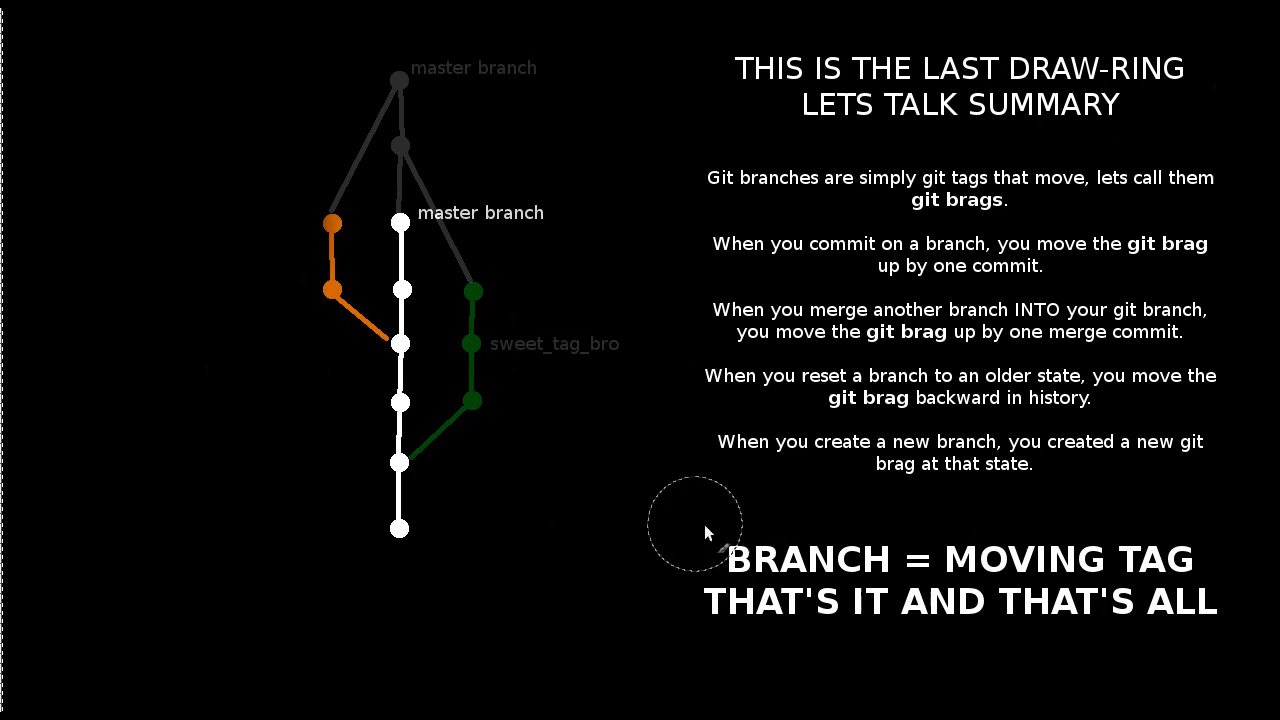 master branch
master branch
sweet_tag_bro
THIS IS THE LAST DRAW-RING
LETS TALK SUMMARY
Git branches are simply git tags that move, lets call them
git brags.
When you commit on a branch, you move the git brag
up by one commit.
When you merge another branch INTO your git branch,
you move the git brag up by one merge commit.
When you reset a branch to an older state, you move the
git brag backward in history.
When you create a new branch, you created a new git
brag at that state.
BRANCH = MOVING TAG
THAT'S IT AND THAT'S ALL